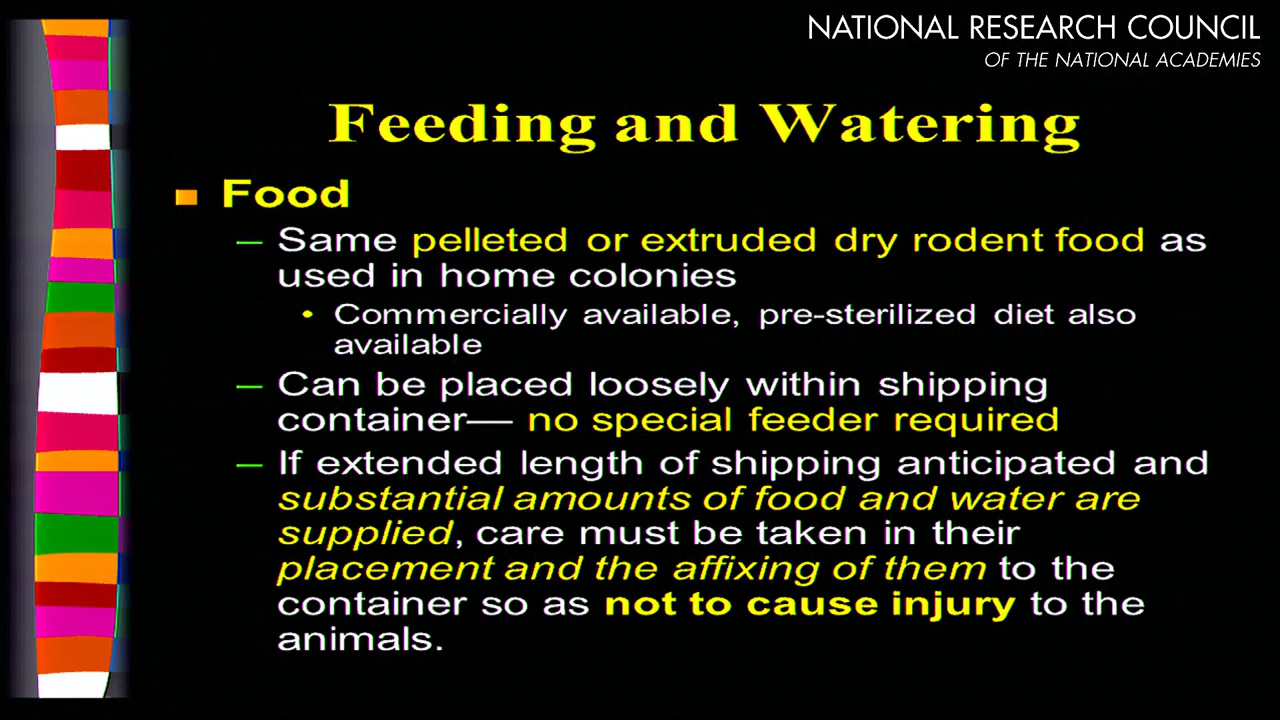 NATIONAL RESEARCH COUNCIL
OF THE NATIONAL ACADEMIES
Feeding and Watering
Food
– Same pelleted or extruded dry rodent food as
used in home colonies
• Commercially available, pre-sterilized diet also
available
– Can be placed loosely within shipping
container— no special feeder required
– If extended length of shipping anticipated and
substantial amounts of food and water are
supplied, care must be taken in their
placement and the affixing of them to the
container so as not to cause injury to the
animals.